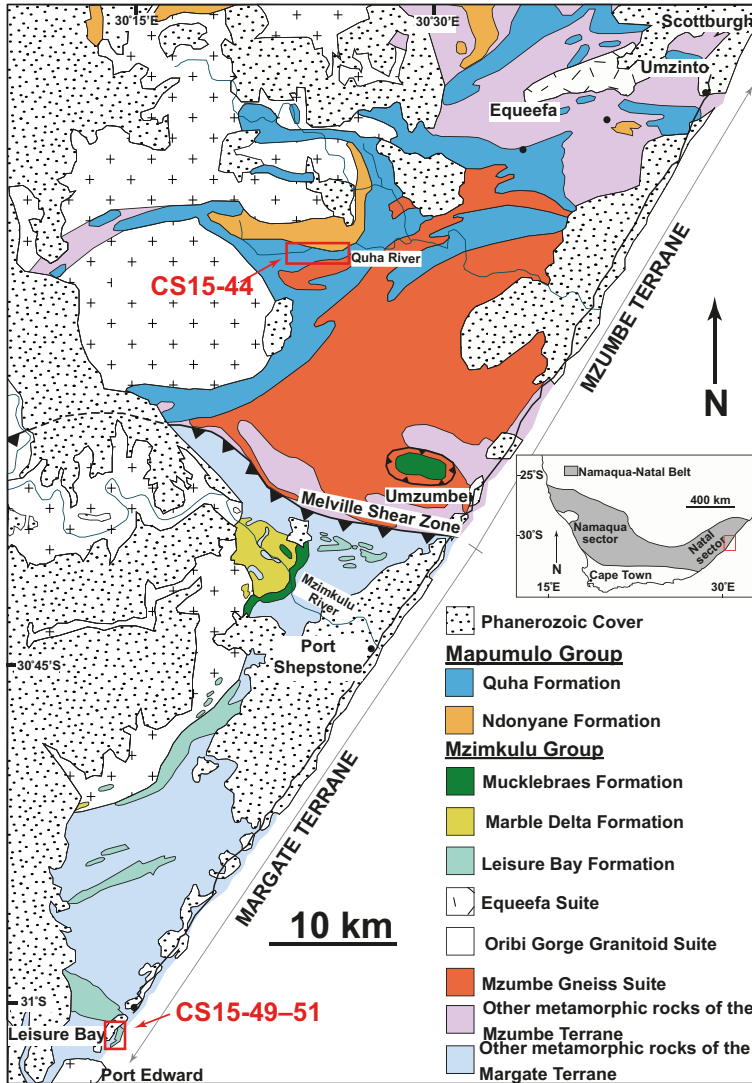 30˚15'E
30˚30'E
Scottburgh
Umzinto
Equeefa
Quha River
CS15-44
MZUMBE TERRANE
N
Umzumbe
Melville Shear Zone
Namaqua-Natal Belt
25˚S
400 km
Namaqua
sector
30˚S
Natal
sector
N
Cape Town
15˚E
30˚E
Mzimkulu
River
Port
Shepstone
30˚45'S
MARGATE TERRANE
10 km
31˚S
CS15-49–51
Leisure Bay
Port Edward
Phanerozoic Cover
Mapumulo Group
Quha Formation
Ndonyane Formation
Mzimkulu Group
Mucklebraes Formation
Marble Delta Formation
Leisure Bay Formation
Equeefa Suite
Oribi Gorge Granitoid Suite
Mzumbe Gneiss Suite
Other metamorphic rocks of the
Mzumbe Terrane
Other metamorphic rocks of the
Margate Terrane